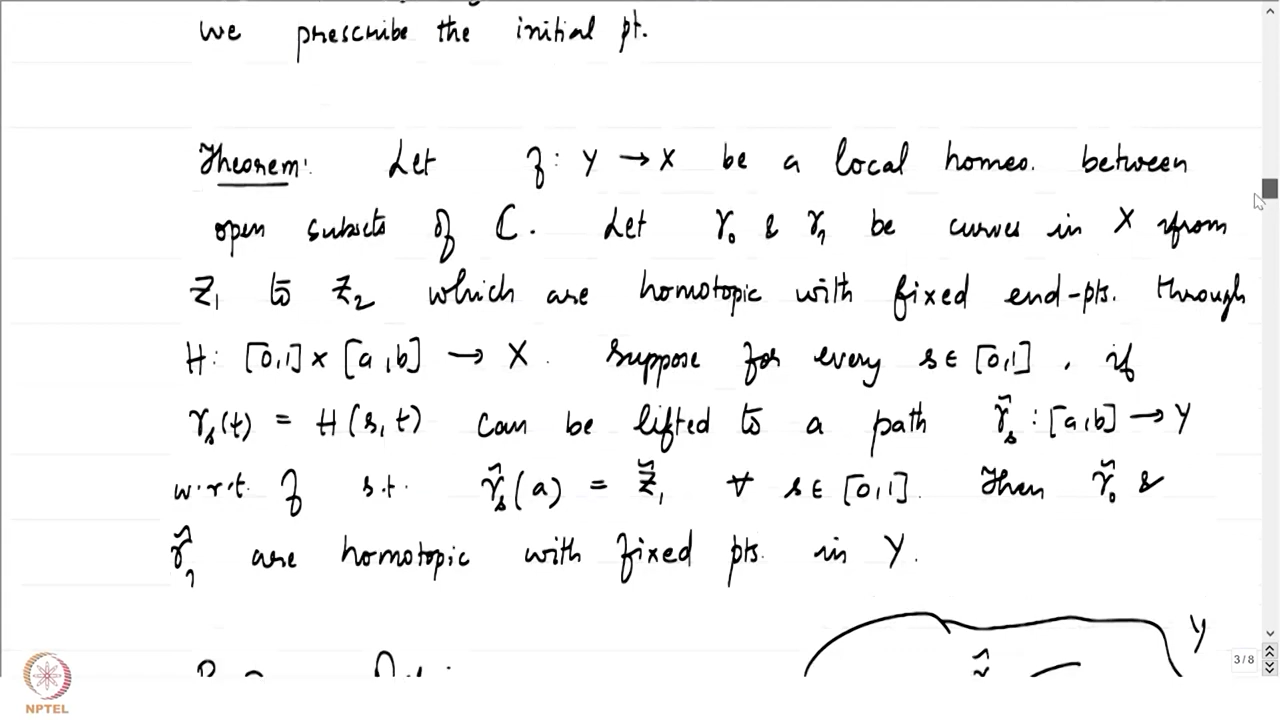 we prescribe the initial pt.
Theorem: Let f: Y → X be a local homeo. between
open subsets of ℂ. Let γ₀ & γ₁ be curves in X from
z₁ to z₂ which are homotopic with fixed end-pts. through
H: [0,1] × [a,b] → X. Suppose for every s ∈ [0,1], if
γₛ(t) = H(s,t) can be lifted to a path γ̃ₛ : [a,b] → Y
w.r.t. f s.t. γ̃ₛ(a) = z̃₁ ∀ s ∈ [0,1]. Then γ̃₀ &
γ̃₁ are homotopic with fixed pts. in Y.
Y
3 / 8
NPTEL